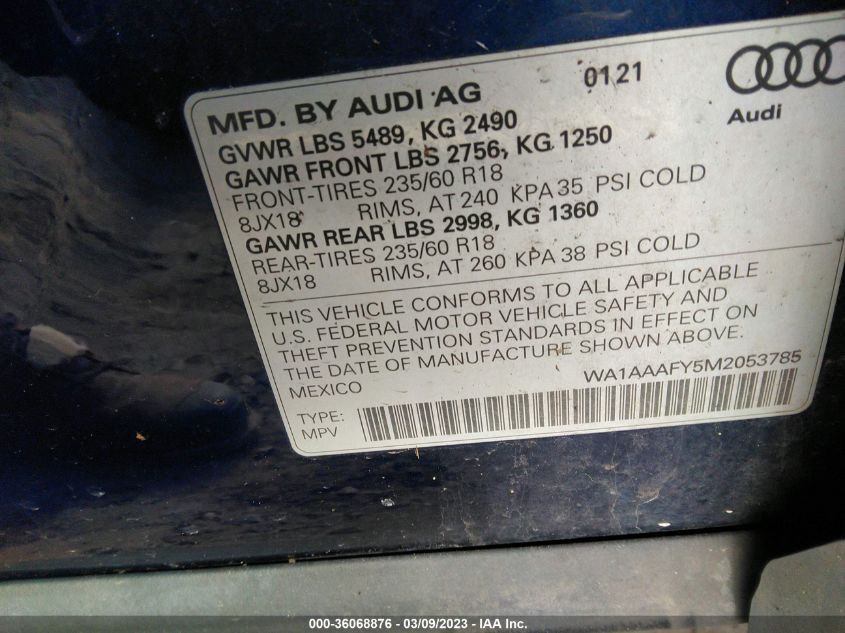 MFD. BY AUDI AG 01.21
Audi
GVWR LBS 5489, KG 2490
GAWR FRONT LBS 2756, KG 1250
FRONT-TIRES 235/60 R18
8JX18 RIMS, AT 240 KPA 35 PSI COLD
GAWR REAR LBS 2998, KG 1360
REAR-TIRES 235/60 R18
8JX18 RIMS, AT 260 KPA 38 PSI COLD
THIS VEHICLE CONFORMS TO ALL APPLICABLE
U.S. FEDERAL MOTOR VEHICLE SAFETY AND
THEFT PREVENTION STANDARDS IN EFFECT ON
THE DATE OF MANUFACTURE SHOWN ABOVE.
MEXICO WA1AAAFY5M2053785
TYPE:
MPV
000-36068876 - 03/09/2023 - IAA Inc.